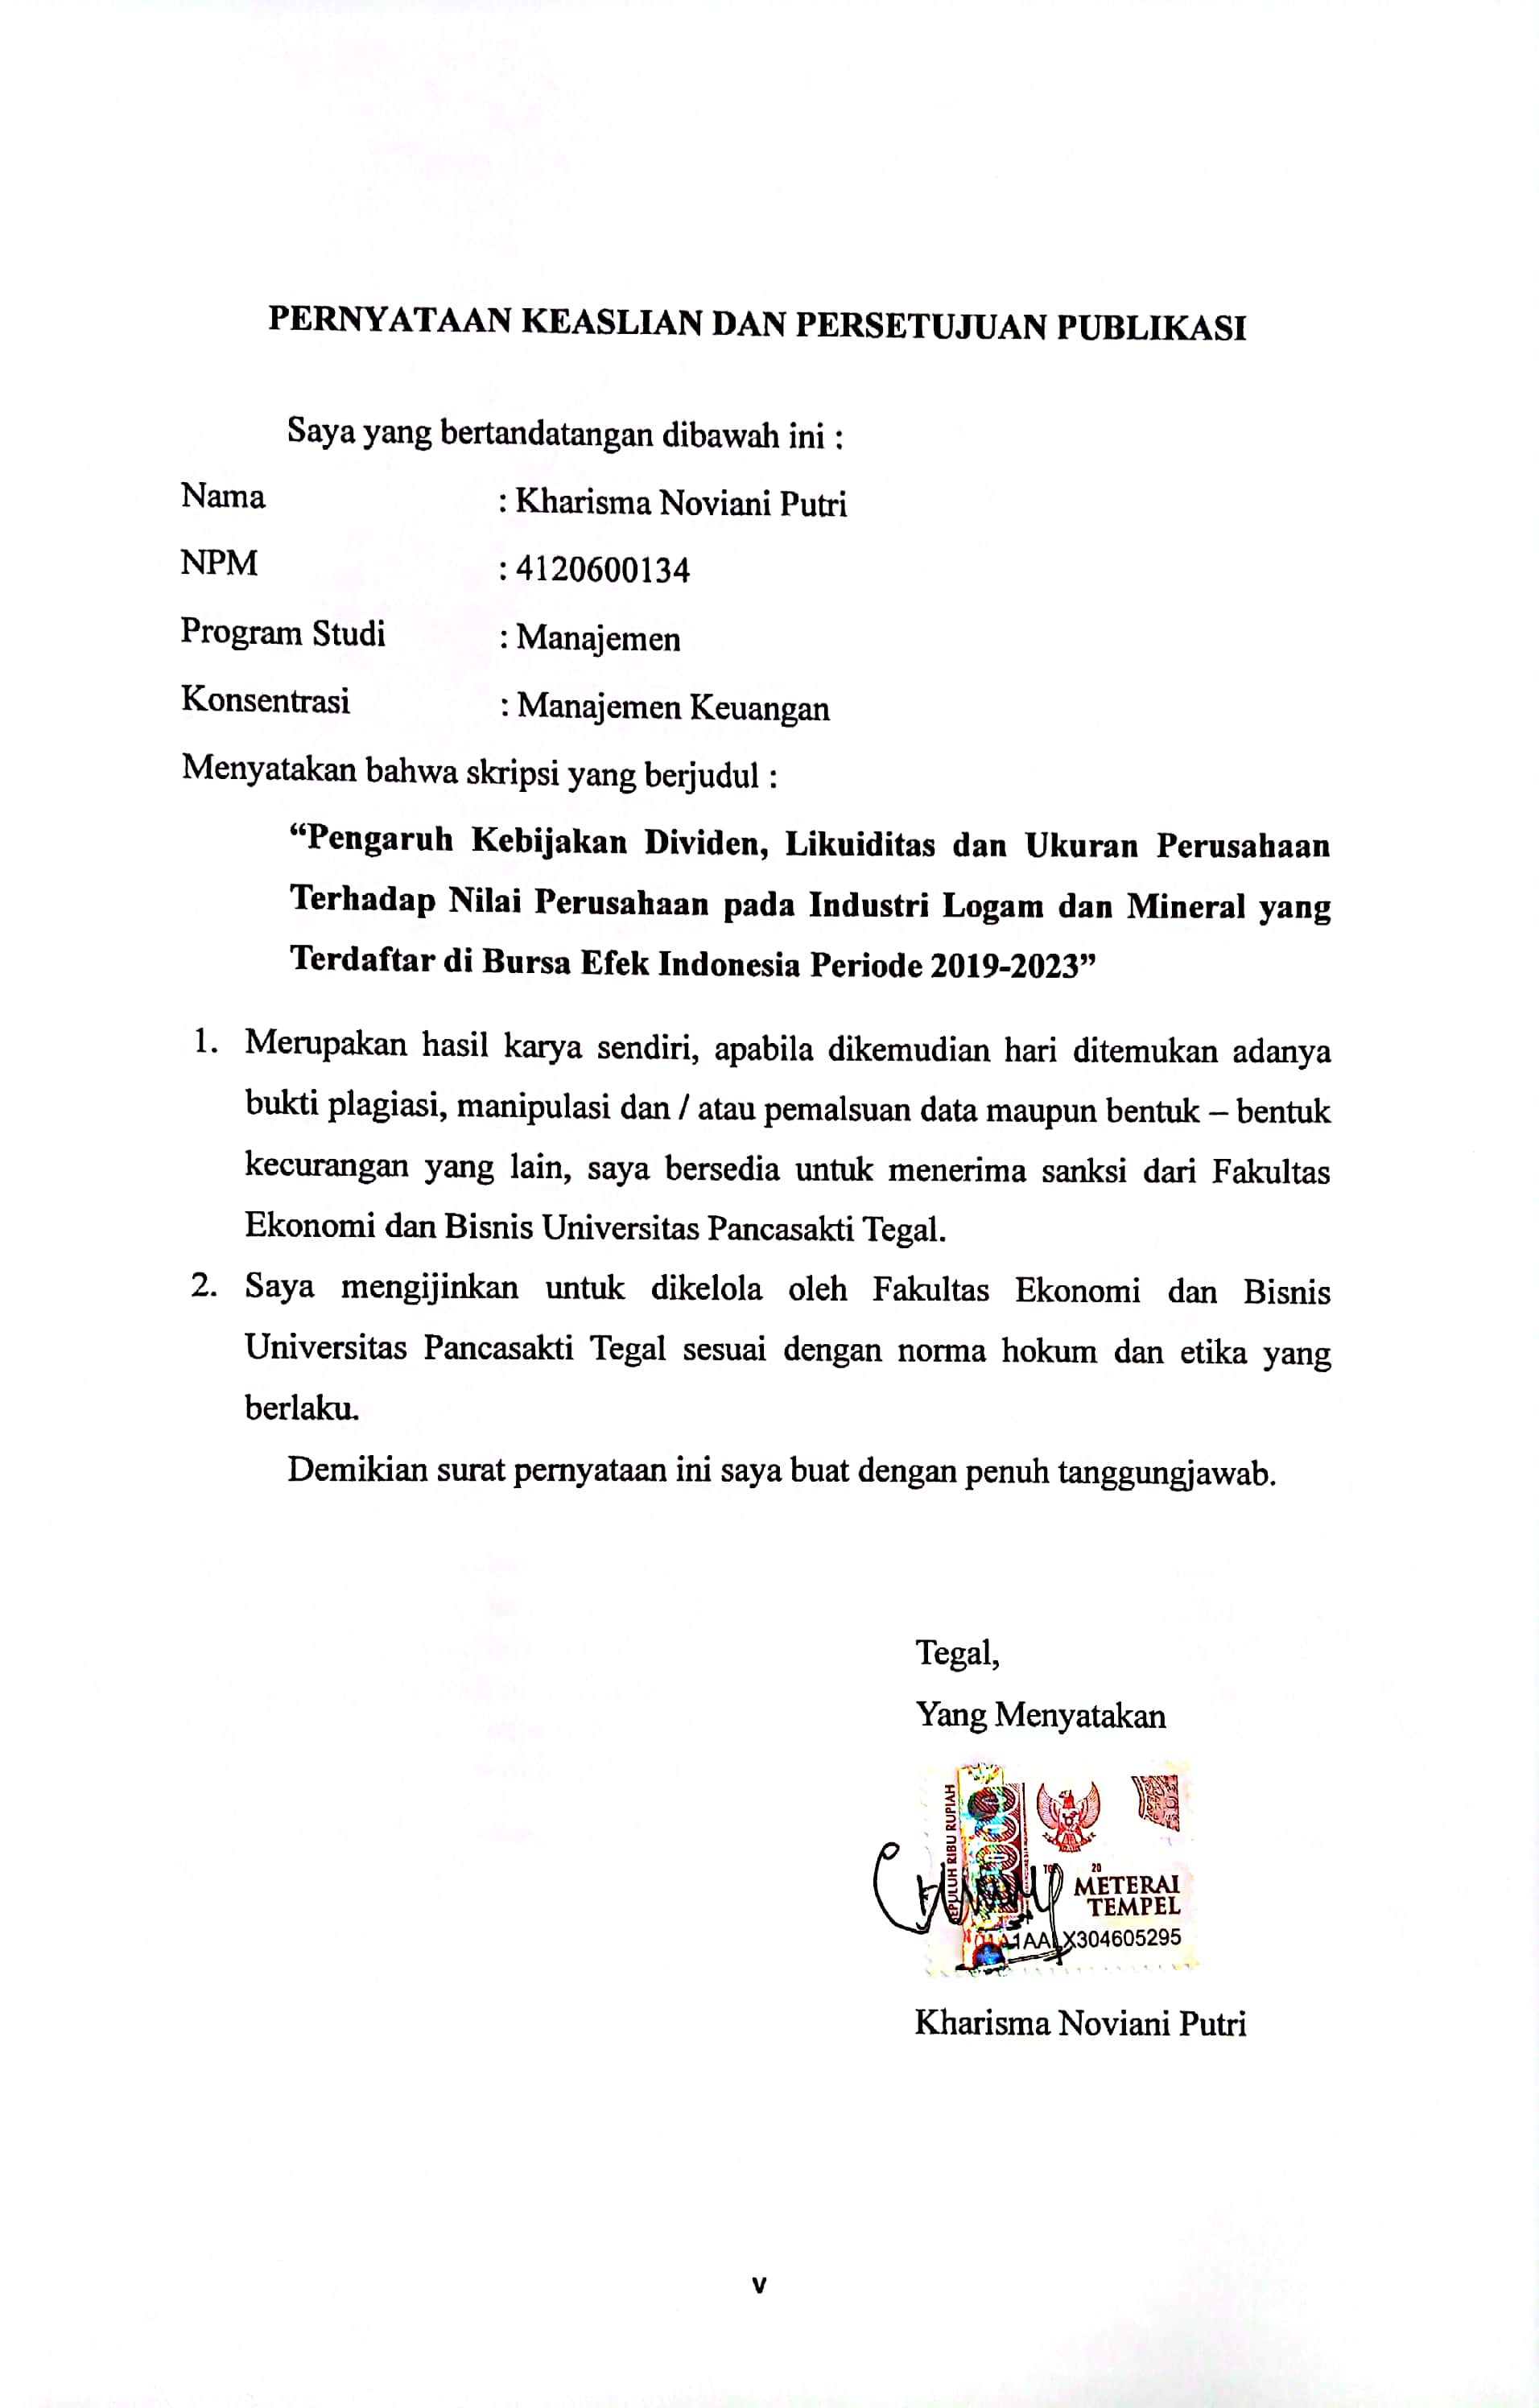 PERNYATAAN KEASLIAN DAN PERSETUJUAN PUBLIKASI
Saya yang bertandatangan dibawah ini :
Nama : Kharisma Noviani Putri
NPM : 4120600134
Program Studi : Manajemen
Konsentrasi : Manajemen Keuangan
Menyatakan bahwa skripsi yang berjudul :
“Pengaruh Kebijakan Dividen, Likuiditas dan Ukuran Perusahaan
Terhadap Nilai Perusahaan pada Industri Logam dan Mineral yang
Terdaftar di Bursa Efek Indonesia Periode 2019-2023”
1. Merupakan hasil karya sendiri, apabila dikemudian hari ditemukan adanya
bukti plagiasi, manipulasi dan / atau pemalsuan data maupun bentuk – bentuk
kecurangan yang lain, saya bersedia untuk menerima sanksi dari Fakultas
Ekonomi dan Bisnis Universitas Pancasakti Tegal.
2. Saya mengijinkan untuk dikelola oleh Fakultas Ekonomi dan Bisnis
Universitas Pancasakti Tegal sesuai dengan norma hokum dan etika yang
berlaku.
Demikian surat pernyataan ini saya buat dengan penuh tanggungjawab.
Tegal,
Yang Menyatakan
RIBU RUPIAH
20
METERAI
TEMPEL
X304605295
Kharisma Noviani Putri
v